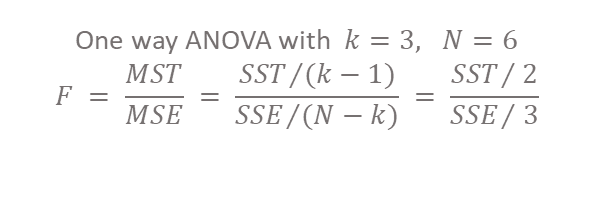 One way ANOVA with k = 3, N = 6
F = MST / MSE = SST/(k − 1) / SSE/(N − k) = SST/ 2 / SSE/ 3